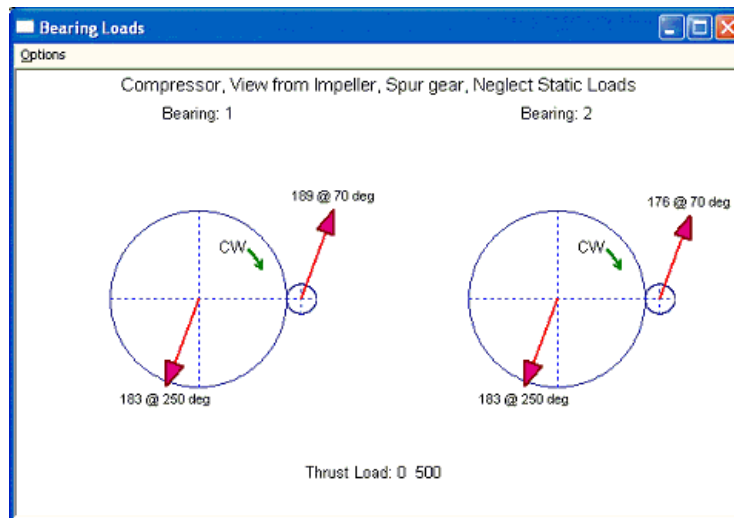 Bearing Loads
Options
Compressor, View from Impeller, Spur gear, Neglect Static Loads
Bearing: 1 Bearing: 2
189 @ 70 deg 176 @ 70 deg
CW CW
183 @ 250 deg 183 @ 250 deg
Thrust Load: 0 500